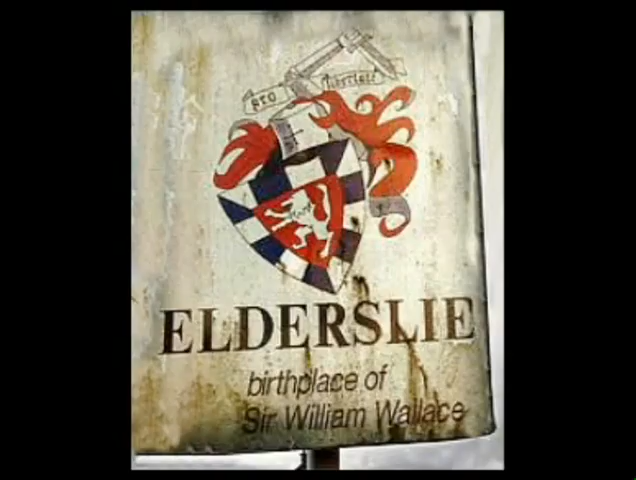 pro libertate
ELDERSLIE
birthplace of
Sir William Wallace